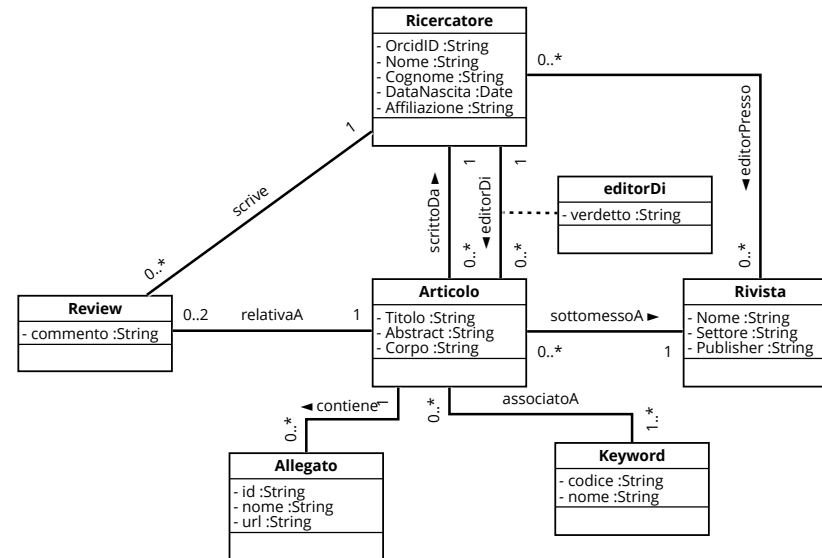 Ricercatore
- OrcidID :String
- Nome :String
- Cognome :String
- DataNascita :Date
- Affiliazione :String
0..*
◄ editorPresso
0..*
1
scrive
0..*
scrittoDa ►
0..*
1
◄ editorDi
1
0..*
editorDi
- verdetto :String
Review
- commento :String
0..2
relativaA
1
Articolo
- Titolo :String
- Abstract :String
- Corpo :String
sottomessoA ►
0..*
1
Rivista
- Nome :String
- Settore :String
- Publisher :String
◄ contiene
1
0..*
0..*
associatoA
1..*
Allegato
- id :String
- nome :String
- url :String
Keyword
- codice :String
- nome :String